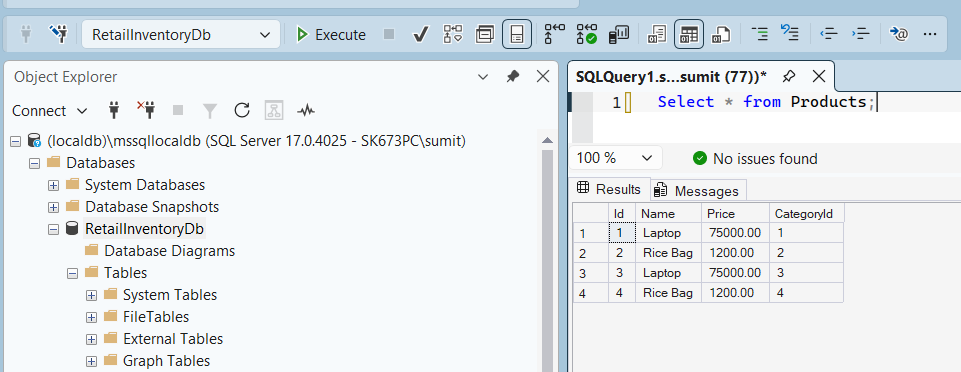 RetailInventoryDb Execute
Object Explorer
Connect
(localdb)\mssqllocaldb (SQL Server 17.0.4025 - SK673PC\sumit)
Databases
System Databases
Database Snapshots
RetailInventoryDb
Database Diagrams
Tables
System Tables
FileTables
External Tables
Graph Tables
SQLQuery1.s...sumit (77))*
1 Select * from Products;
100 % No issues found
Results Messages
Id Name Price CategoryId
1 1 Laptop 75000.00 1
2 2 Rice Bag 1200.00 2
3 3 Laptop 75000.00 3
4 4 Rice Bag 1200.00 4